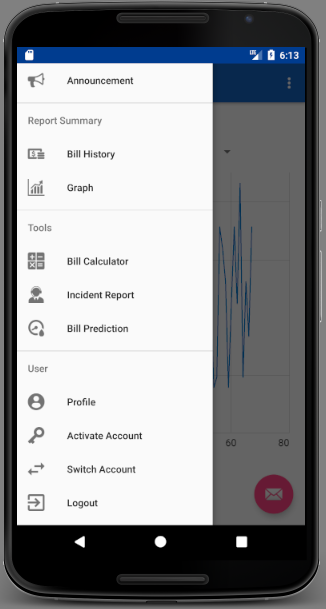 LTE 6:13
Announcement
Report Summary
Bill History
Graph
Tools
Bill Calculator
Incident Report
Bill Prediction
User
Profile
Activate Account
60 80
Switch Account
Logout